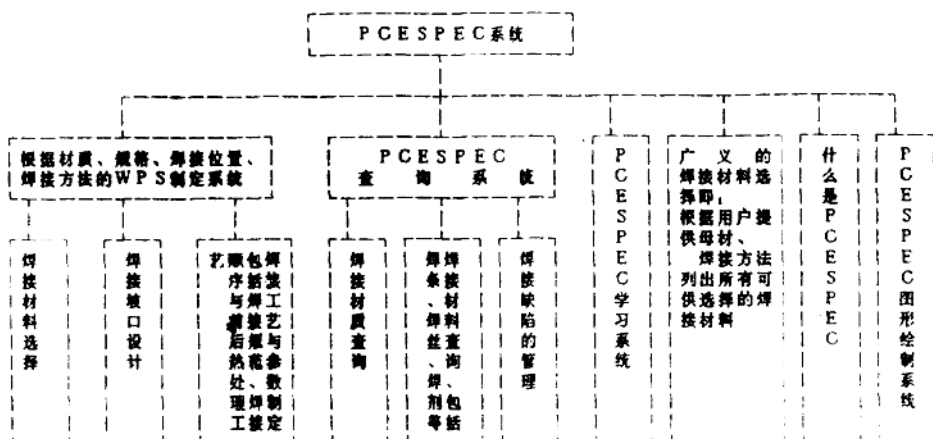 PCESPEC系统
根据材质、规格、焊接位置、
焊接方法的WPS制定系统
焊接材料选择
焊接坡口设计
焊接工艺与参数制定
包括焊接规范、焊接
顺序与前后热处理工
艺
PCESPEC
查询系统
焊接材质查询
焊接材料查询、包括
焊条、焊丝、焊剂等
焊接缺陷的管理
PCESPEC学习系统
广义的
焊接材料选
择即:
根据用户提
供母材、
焊接方法
列出所有可
供选择的焊
接材料
什么是PCESPEC
PCESPEC图形绘制系统